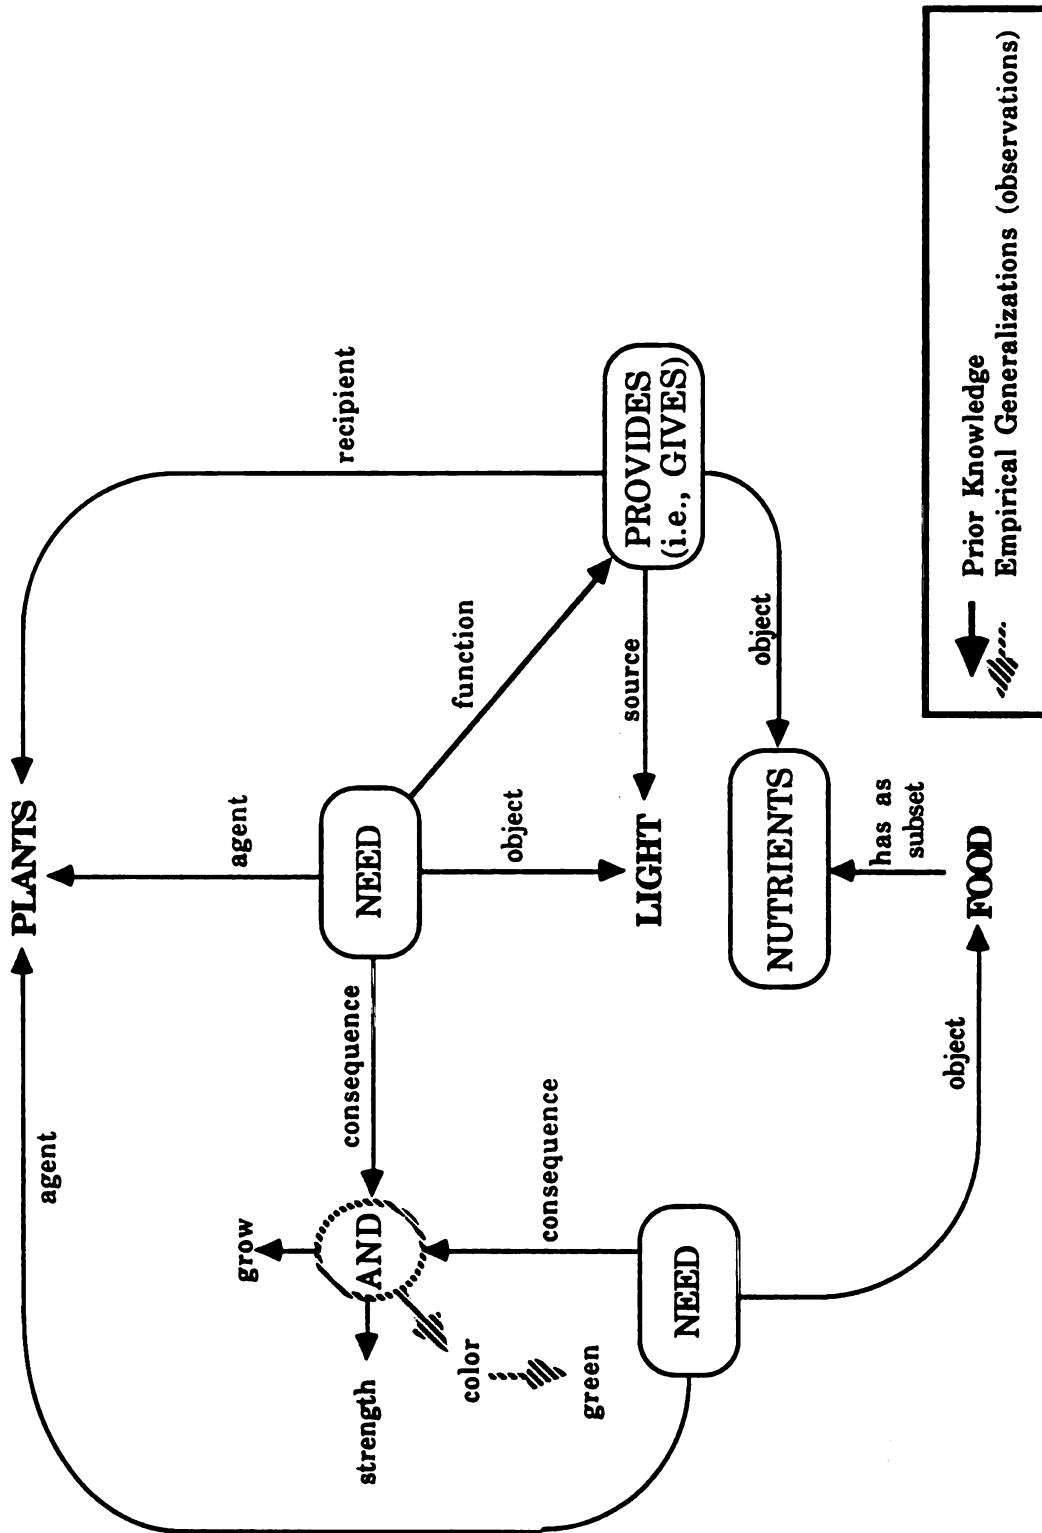 PLANTS
agent
agent
grow
recipient
consequence
strength
AND
NEED
function
color
object
consequence
green
source
PROVIDES
(i.e., GIVES)
LIGHT
NEED
object
NUTRIENTS
has as
subset
object
FOOD
Prior Knowledge
Empirical Generalizations (observations)